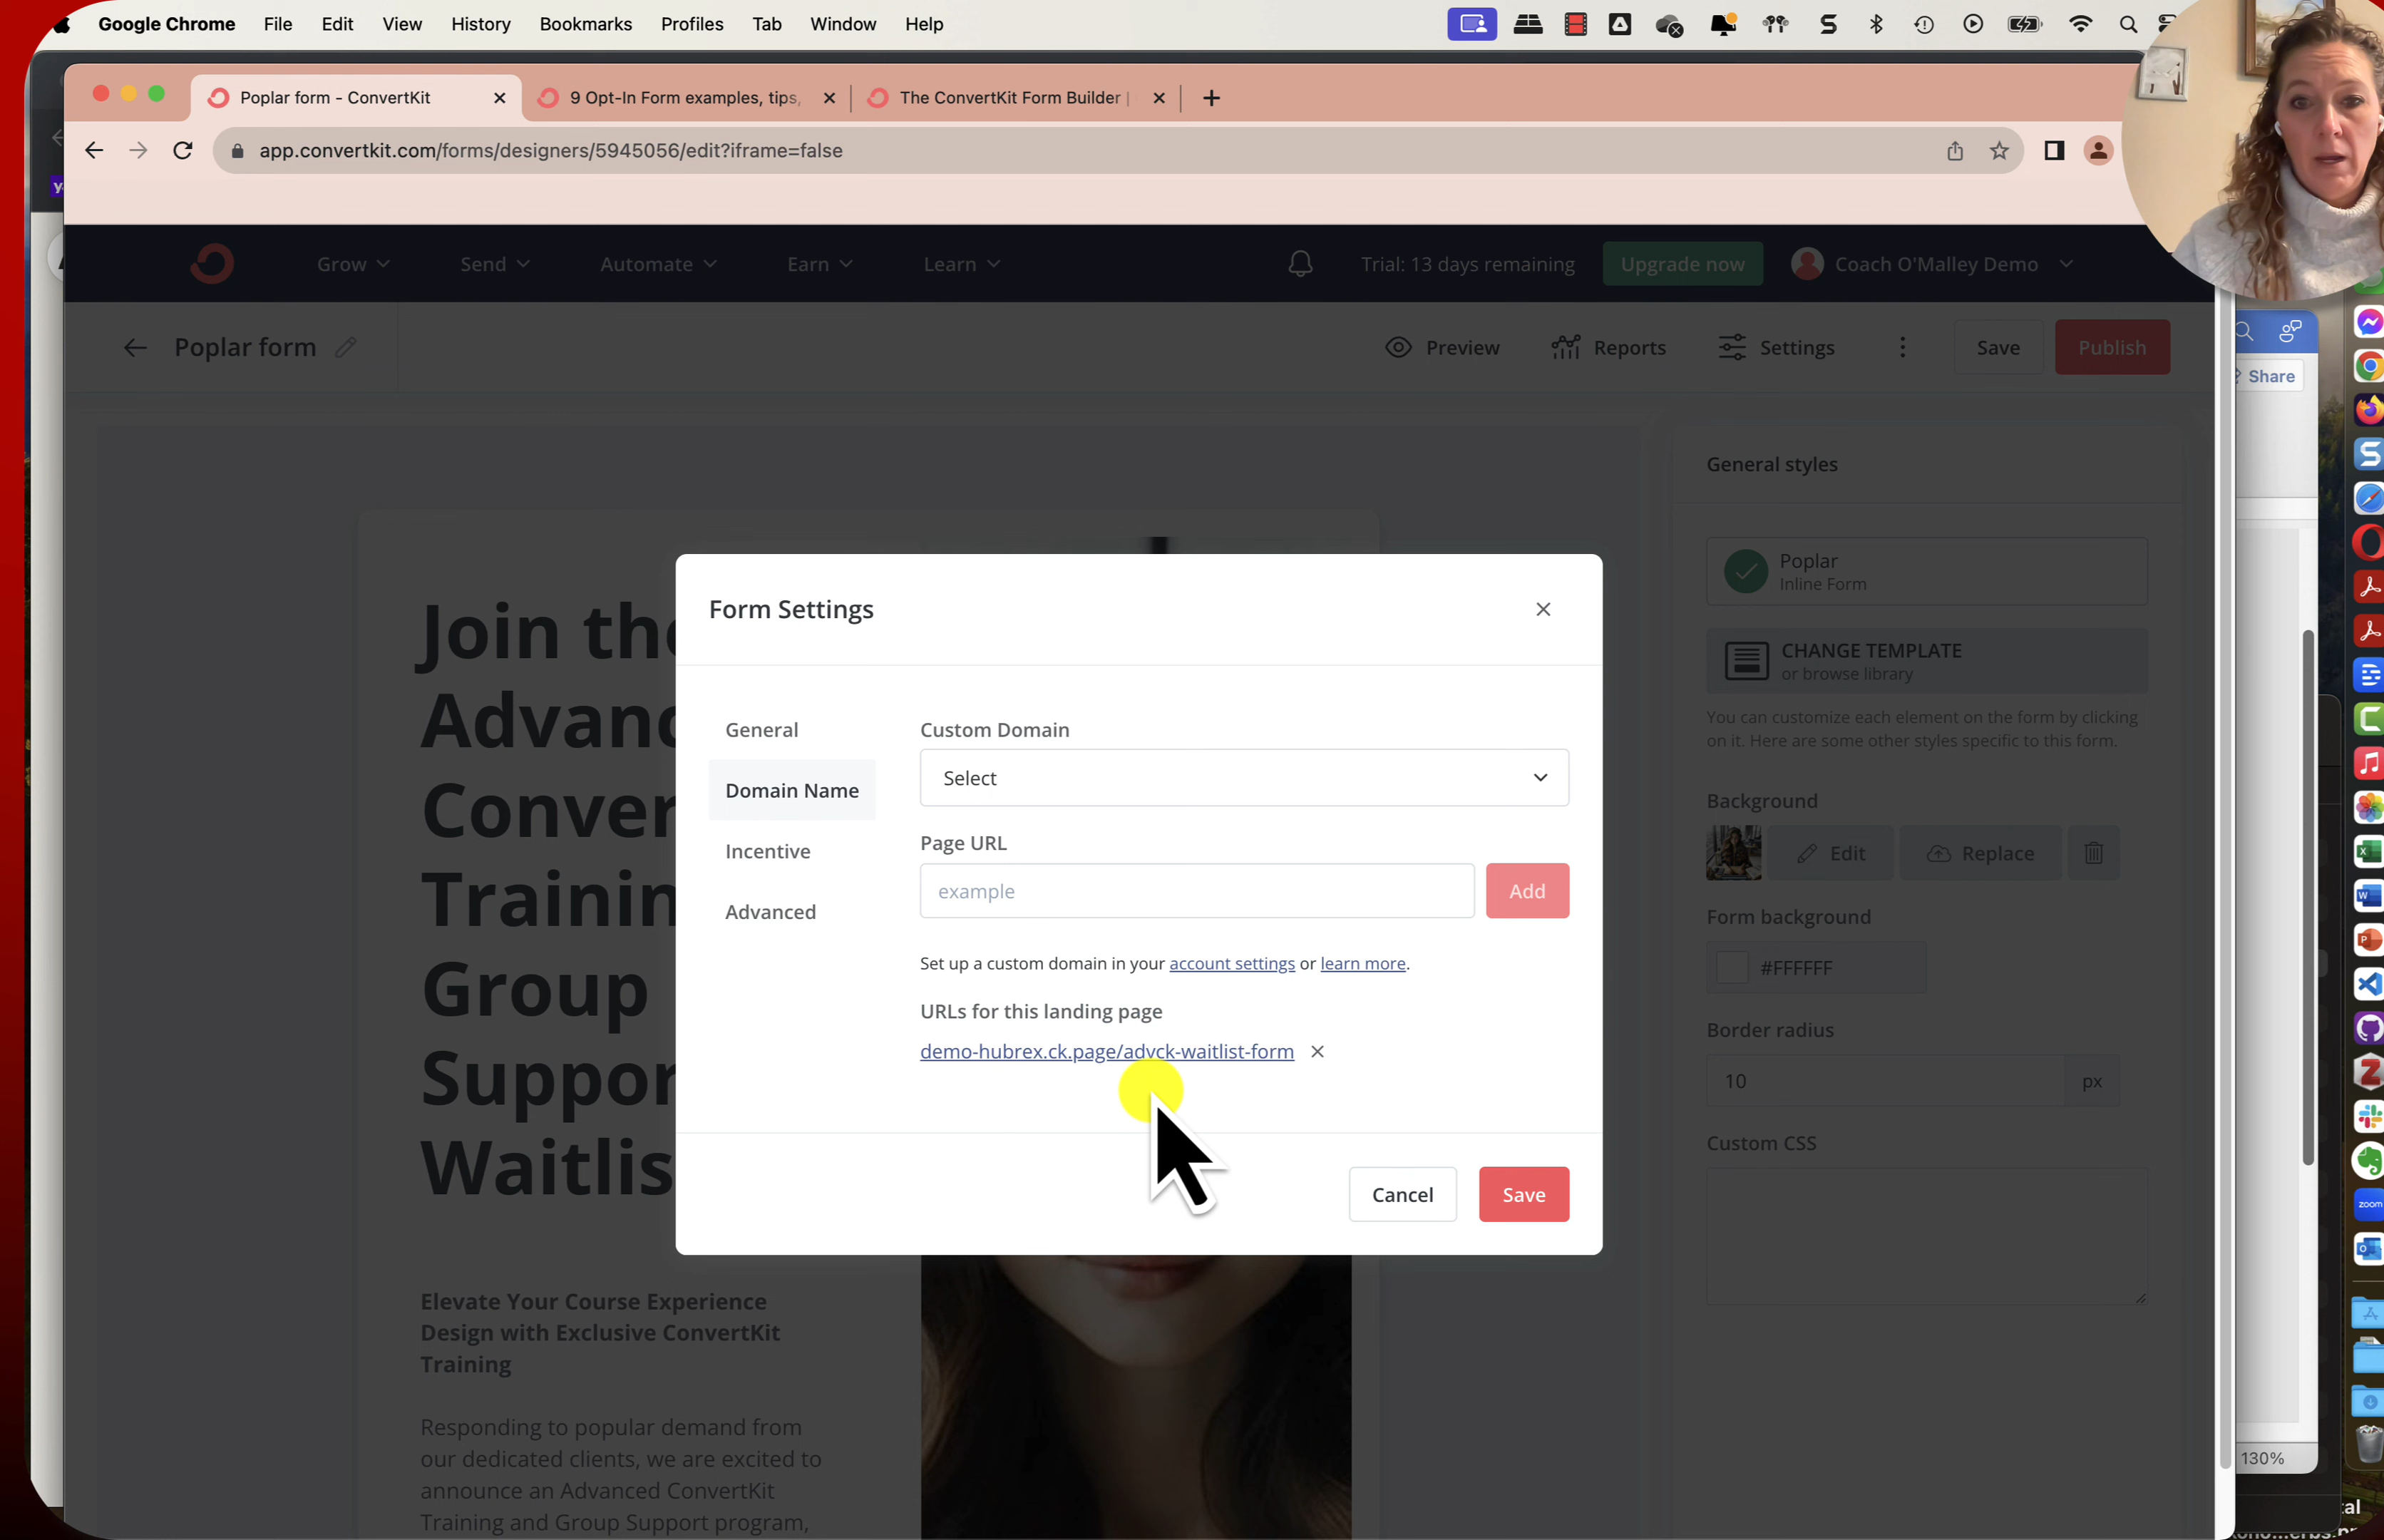 Google Chrome File Edit View History Bookmarks Profiles Tab Window Help
Poplar form - ConvertKit
9 Opt-In Form examples, tips,
The ConvertKit Form Builder |
app.convertkit.com/forms/designers/5945056/edit?iframe=false
Grow Send Automate Earn Learn
Trial: 13 days remaining
Upgrade now
Coach O'Malley Demo
Poplar form
Preview Reports Settings Save Publish
Share
General styles
Poplar
Inline Form
CHANGE TEMPLATE
or browse library
You can customize each element on the form by clicking
on it. Here are some other styles specific to this form.
Background
Edit Replace
Form background
#FFFFFF
Border radius
10 px
Custom CSS
Form Settings
General
Domain Name
Incentive
Advanced
Custom Domain
Select
Page URL
example
Add
Set up a custom domain in your account settings or learn more.
URLs for this landing page
demo-hubrex.ck.page/advck-waitlist-form
Cancel Save
Join the
Group
Elevate Your Course Experience
Design with Exclusive ConvertKit
Training
Responding to popular demand from
our dedicated clients, we are excited to
announce an Advanced ConvertKit
Training and Group Support program,
zoom
130%